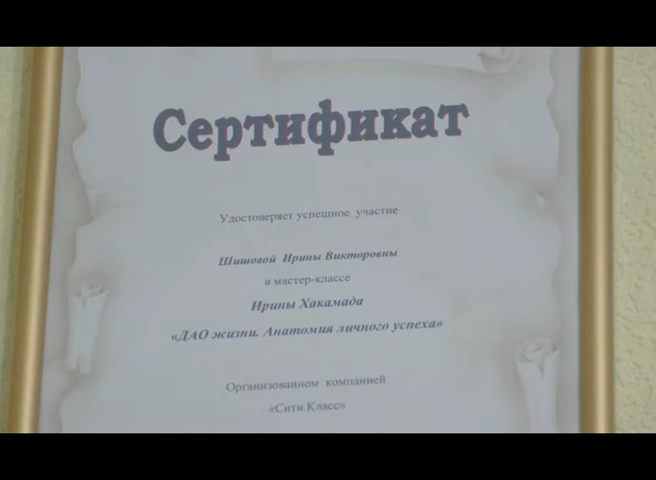 Сертификат
Удостоверяет успешное участие
Шишовой Ирины Викторовны
в мастер-классе
Ирины Хакамада
«ДАО жизни. Анатомия личного успеха»
Организованном компанией
«Сити Класс»